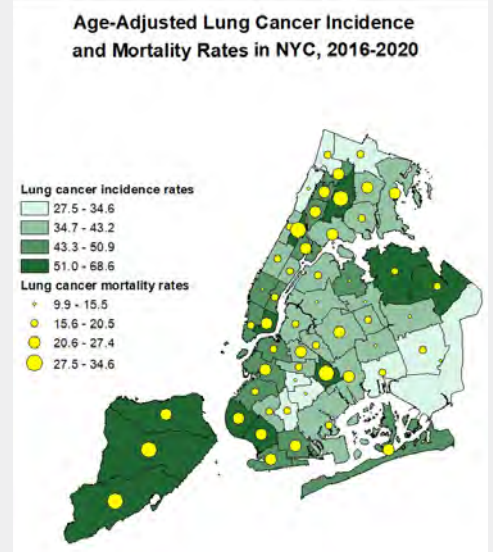 Age-Adjusted Lung Cancer Incidence
and Mortality Rates in NYC, 2016-2020
Lung cancer incidence rates
27.5 - 34.6
34.7 - 43.2
43.3 - 50.9
51.0 - 68.6
Lung cancer mortality rates
9.9 - 15.5
15.6 - 20.5
20.6 - 27.4
27.5 - 34.6